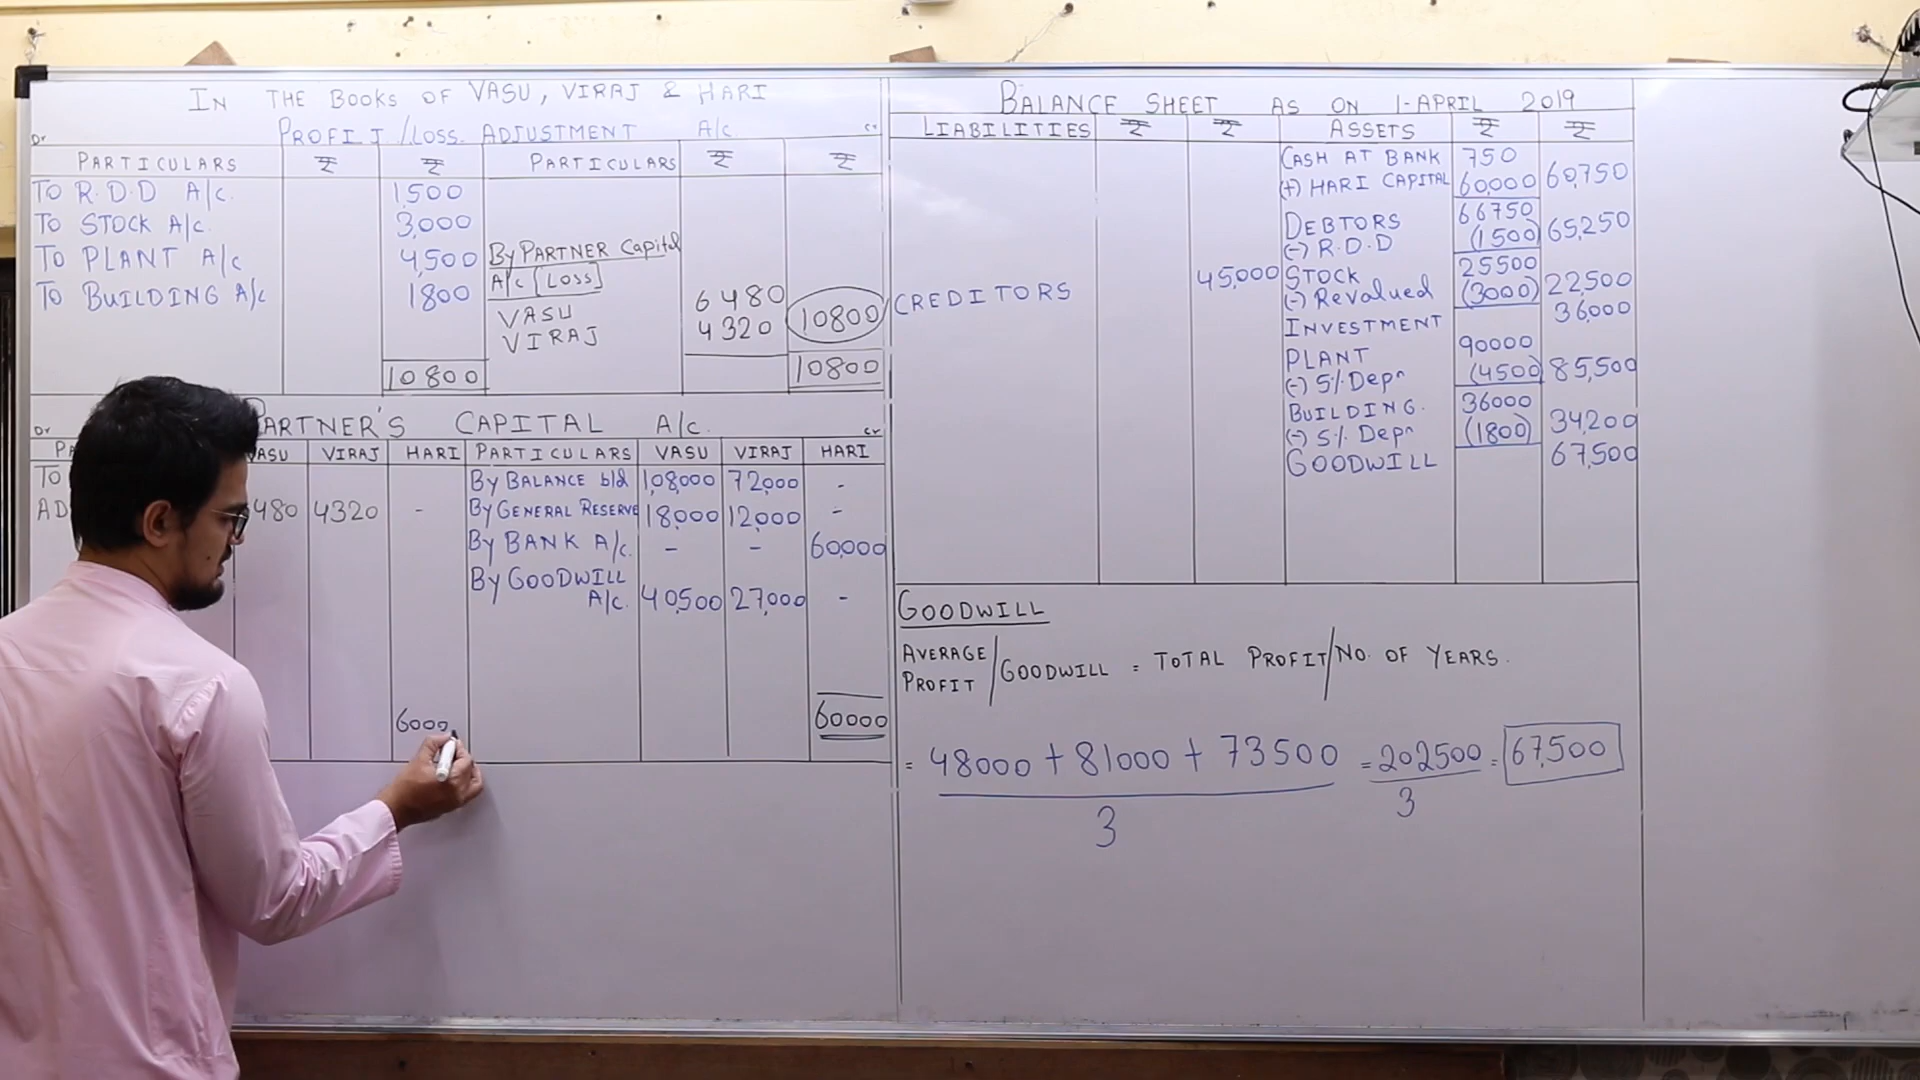 IN THE BOOKS OF VASU, VIRAJ & HARI
PROFIT/LOSS ADJUSTMENT A/C
Dr Cr
PARTICULARS ₹ ₹ PARTICULARS ₹ ₹
TO R.D.D A/c. 1,500
TO STOCK A/c. 3,000
TO PLANT A/c 4,500 By PARTNER Capital
A/c [LOSS]
TO BUILDING A/c 1800
VASU 6480
VIRAJ 4320 10800
10800 10800
PARTNER'S CAPITAL A/c.
Dr Cr
VIRAJ HARI PARTICULARS VASU VIRAJ HARI
TO By BALANCE b/d 1,08,000 72,000 -
AD 480 4320 - By GENERAL RESERVE 18,000 12,000 -
By BANK A/c. - - 60,000
By GOODWILL
A/c. 40,500 27,000 -
6000 60000
BALANCE SHEET AS ON 1-APRIL 2019
LIABILITIES ₹ ₹ ASSETS ₹ ₹
CASH AT BANK 750
(+) HARI CAPITAL 60,000 60,750
DEBTORS 66750
(-) R.D.D (1500) 65,250
45,000 STOCK 25500
CREDITORS (-) Revalued (3000) 22,500
INVESTMENT 36,000
PLANT 90000
(-) 5% Depn (4500) 85,500
BUILDING. 36000
(-) 5% Depn (1800) 34,200
GOODWILL 67,500
GOODWILL
AVERAGE PROFIT / GOODWILL = TOTAL PROFIT/NO. OF YEARS.
= 48000 + 81000 + 73500 = 202500 = 67,500
3 3